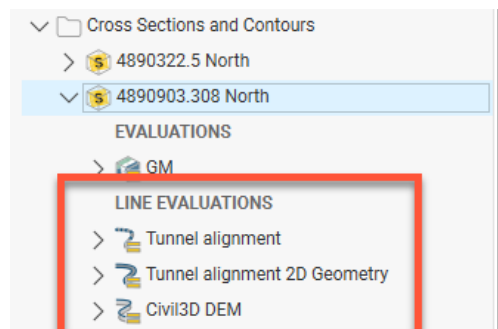 Cross Sections and Contours
4890322.5 North
4890903.308 North
EVALUATIONS
GM
LINE EVALUATIONS
Tunnel alignment
Tunnel alignment 2D Geometry
Civil3D DEM